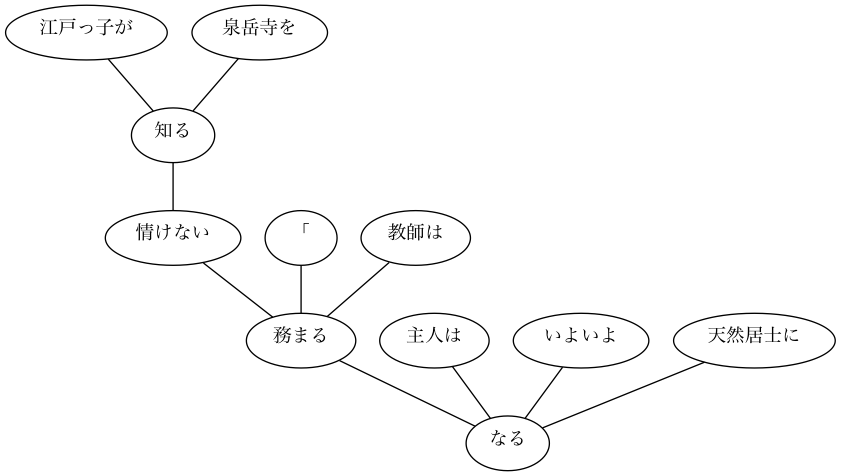 江戸っ子が 泉岳寺を
知る
情けない 「 教師は
務まる 主人は いよいよ 天然居士に
なる